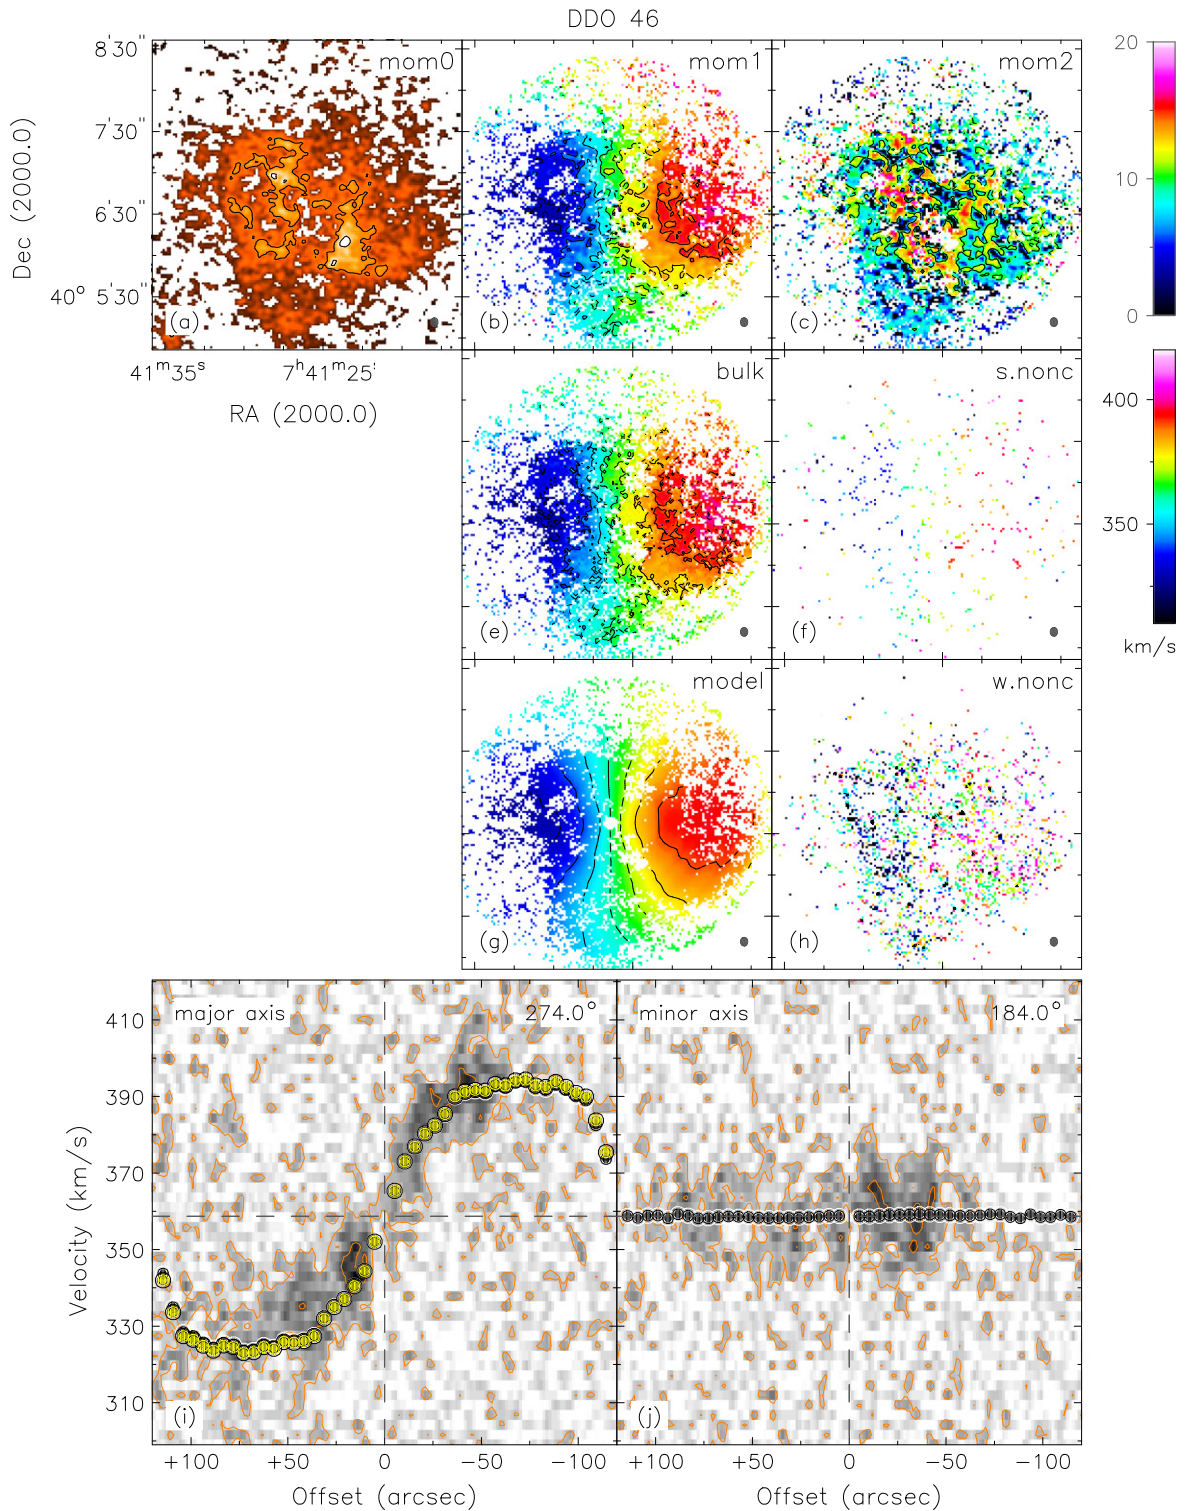 DDO 46
8'30"
7'30"
6'30"
40° 5'30"
Dec (2000.0)
41ᵐ35ˢ
7ʰ41ᵐ25ˢ
RA (2000.0)
mom0
(a)
mom1
(b)
mom2
(c)
20
10
0
bulk
(e)
s.nonc
(f)
400
350
km/s
model
(g)
w.nonc
(h)
major axis
274.0°
(i)
minor axis
184.0°
(j)
410
390
370
350
330
310
Velocity (km/s)
+100
+50
0
−50
−100
Offset (arcsec)
+100
+50
0
−50
−100
Offset (arcsec)